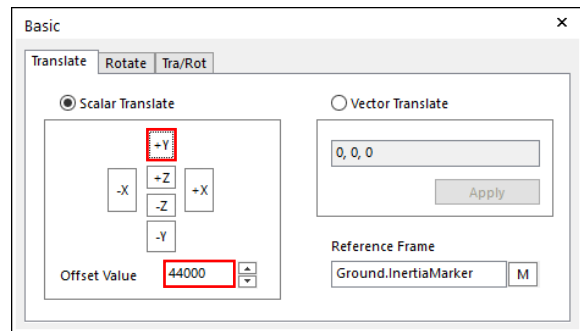 Basic
Translate Rotate Tra/Rot
Scalar Translate
+Y
-X +Z +X
-Z
-Y
Offset Value 44000
Vector Translate
0, 0, 0
Apply
Reference Frame
Ground.InertiaMarker M